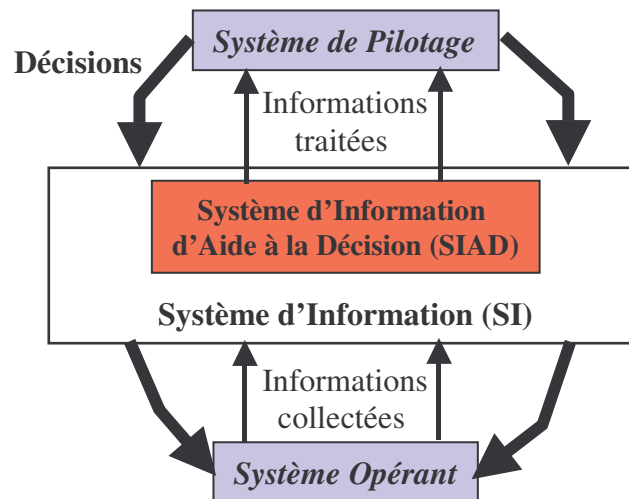 Système de Pilotage
Décisions
Informations
traitées
Système d’Information
d’Aide à la Décision (SIAD)
Système d’Information (SI)
Informations
collectées
Système Opérant